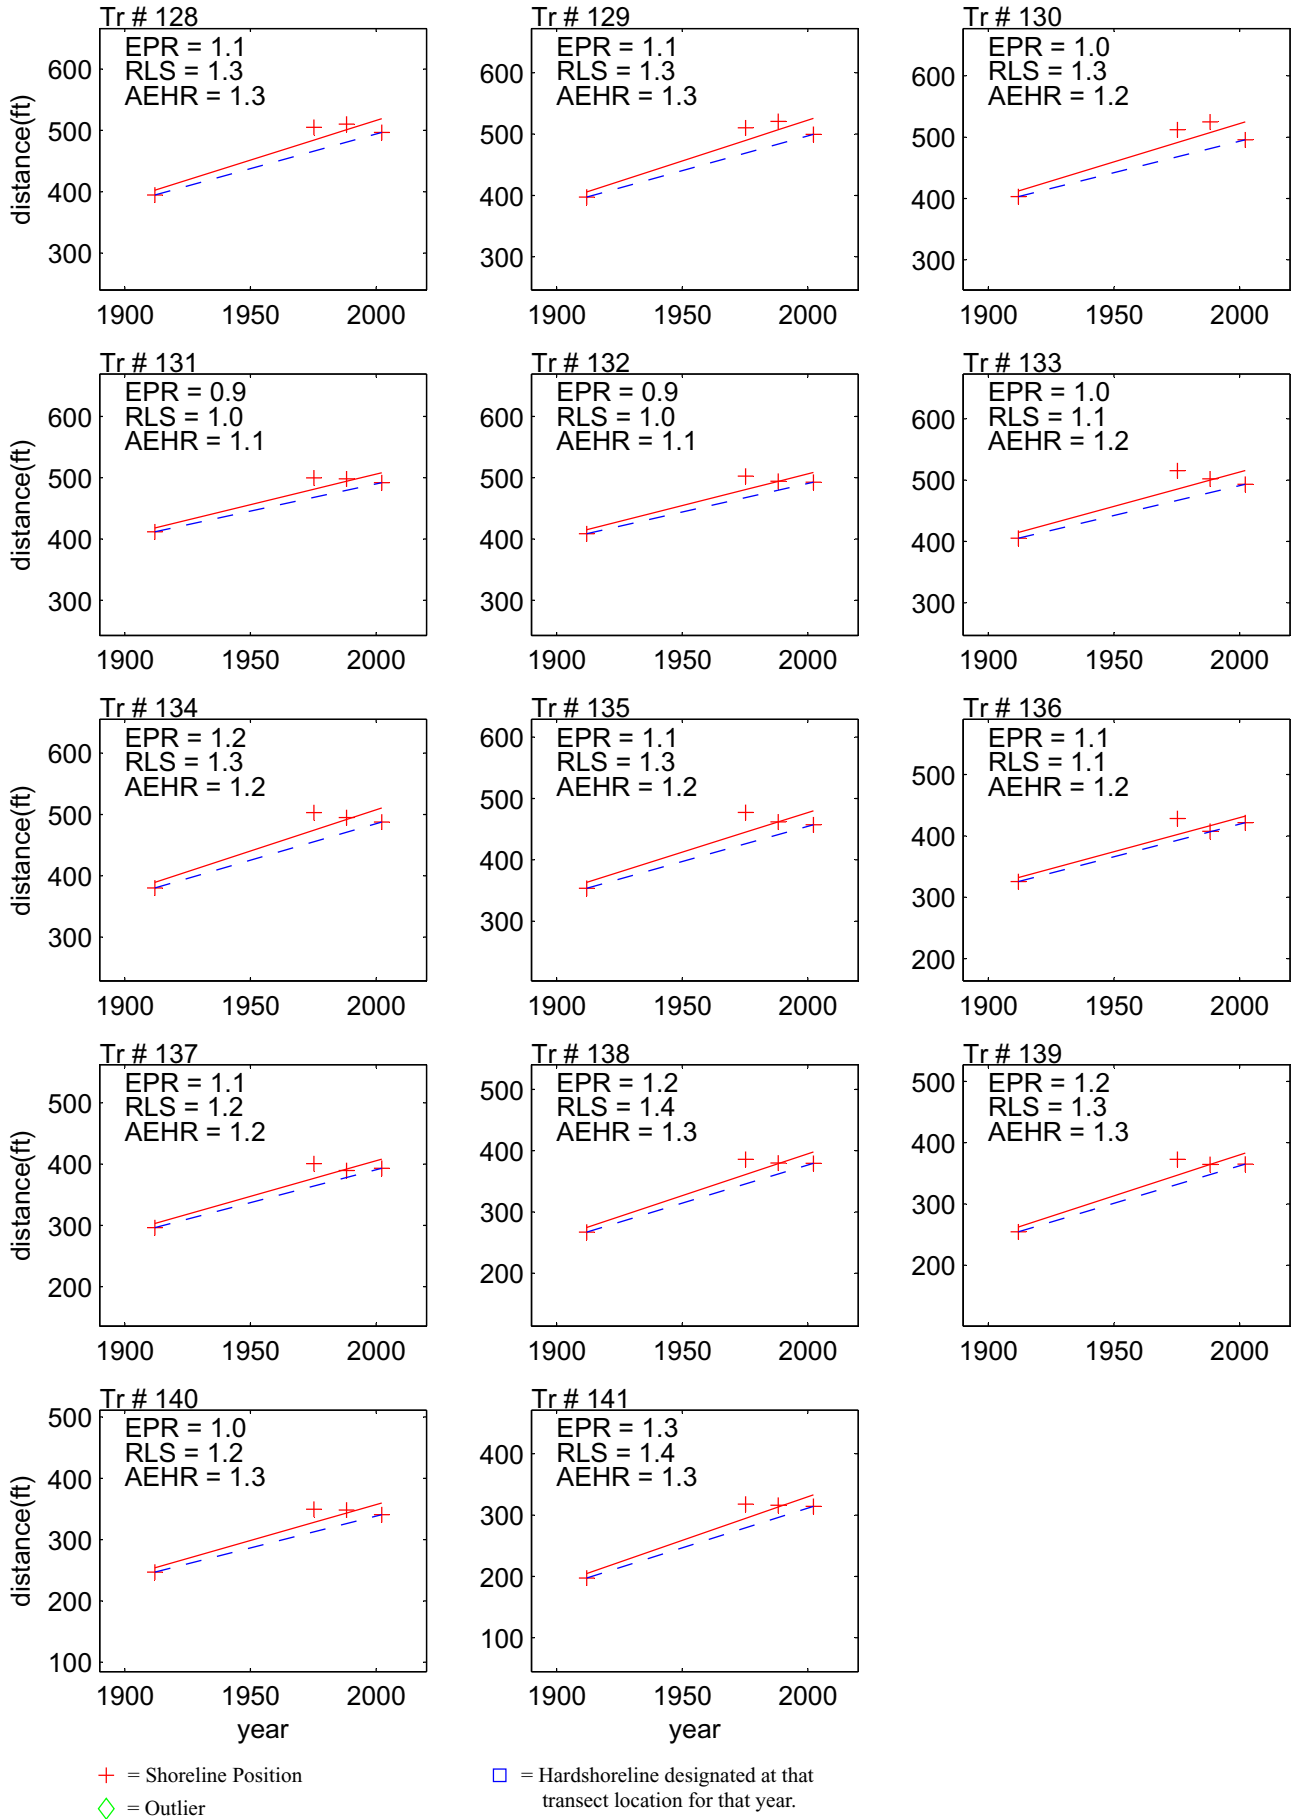 Tr # 128
EPR = 1.1
RLS = 1.3
AEHR = 1.3
distance(ft)
600
500
400
300
1900
1950
2000
Tr # 129
EPR = 1.1
RLS = 1.3
AEHR = 1.3
600
500
400
300
1900
1950
2000
Tr # 130
EPR = 1.0
RLS = 1.3
AEHR = 1.2
600
500
400
300
1900
1950
2000
Tr # 131
EPR = 0.9
RLS = 1.0
AEHR = 1.1
distance(ft)
600
500
400
300
1900
1950
2000
Tr # 132
EPR = 0.9
RLS = 1.0
AEHR = 1.1
600
500
400
300
1900
1950
2000
Tr # 133
EPR = 1.0
RLS = 1.1
AEHR = 1.2
600
500
400
300
1900
1950
2000
Tr # 134
EPR = 1.2
RLS = 1.3
AEHR = 1.2
distance(ft)
600
500
400
300
1900
1950
2000
Tr # 135
EPR = 1.1
RLS = 1.3
AEHR = 1.2
600
500
400
300
1900
1950
2000
Tr # 136
EPR = 1.1
RLS = 1.1
AEHR = 1.2
500
400
300
200
1900
1950
2000
Tr # 137
EPR = 1.1
RLS = 1.2
AEHR = 1.2
distance(ft)
500
400
300
200
1900
1950
2000
Tr # 138
EPR = 1.2
RLS = 1.4
AEHR = 1.3
500
400
300
200
1900
1950
2000
Tr # 139
EPR = 1.2
RLS = 1.3
AEHR = 1.3
500
400
300
200
1900
1950
2000
Tr # 140
EPR = 1.0
RLS = 1.2
AEHR = 1.3
distance(ft)
500
400
300
200
100
1900
1950
2000
year
Tr # 141
EPR = 1.3
RLS = 1.4
AEHR = 1.3
400
300
200
100
1900
1950
2000
year
= Shoreline Position
= Outlier
= Hardshoreline designated at that
transect location for that year.